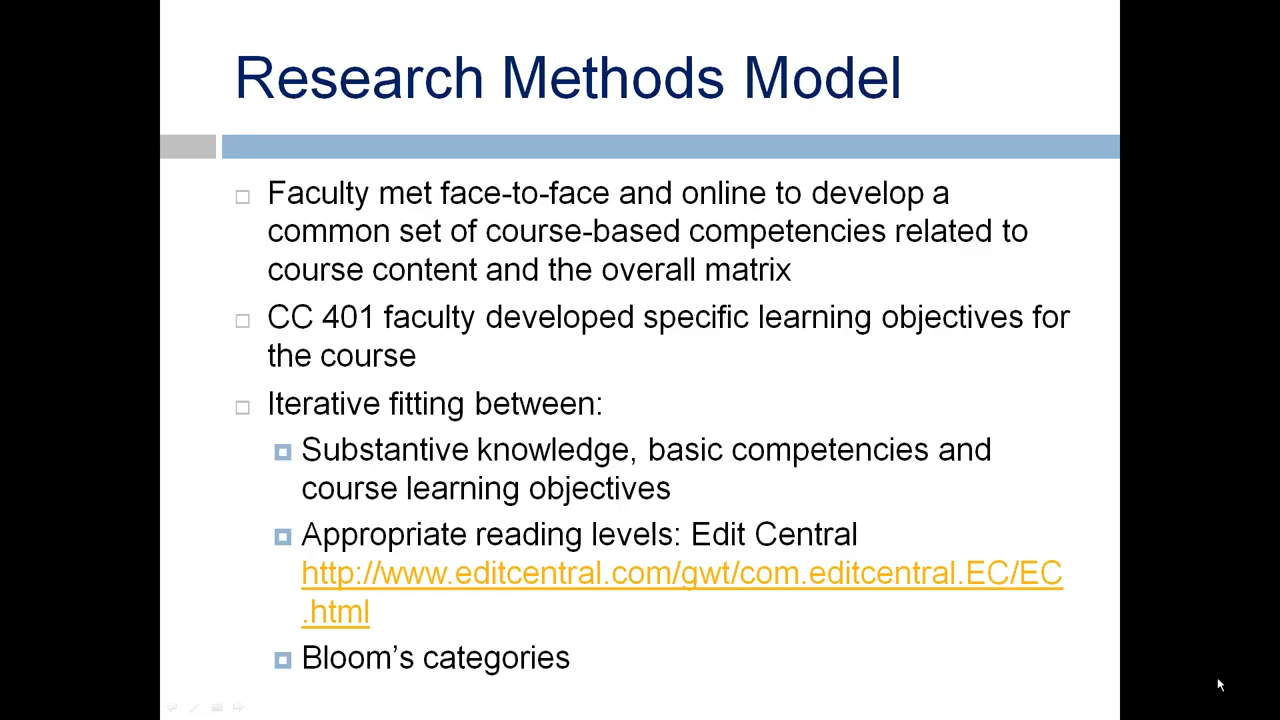 Research Methods Model
Faculty met face-to-face and online to develop a
common set of course-based competencies related to
course content and the overall matrix
CC 401 faculty developed specific learning objectives for
the course
Iterative fitting between:
Substantive knowledge, basic competencies and
course learning objectives
Appropriate reading levels: Edit Central
http://www.editcentral.com/gwt/com.editcentral.EC/EC
.html
Bloom’s categories